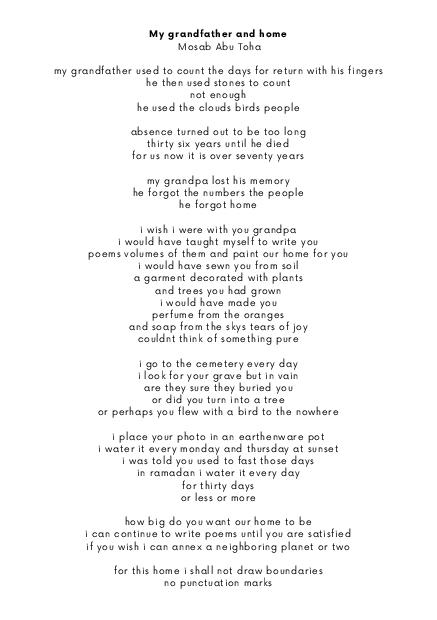 My grandfather and home
Mosab Abu Toha
my grandfather used to count the days for return with his fingers
he then used stones to count
not enough
he used the clouds birds people
absence turned out to be too long
thirty six years until he died
for us now it is over seventy years
my grandpa lost his memory
he forgot the numbers the people
he forgot home
i wish i were with you grandpa
i would have taught myself to write you
poems volumes of them and paint our home for you
i would have sewn you from soil
a garment decorated with plants
and trees you had grown
i would have made you
perfume from the oranges
and soap from the skys tears of joy
couldnt think of something pure
i go to the cemetery every day
i look for your grave but in vain
are they sure they buried you
or did you turn into a tree
or perhaps you flew with a bird to the nowhere
i place your photo in an earthenware pot
i water it every monday and thursday at sunset
i was told you used to fast those days
in ramadan i water it every day
for thirty days
or less or more
how big do you want our home to be
i can continue to write poems until you are satisfied
if you wish i can annex a neighboring planet or two
for this home i shall not draw boundaries
no punctuation marks